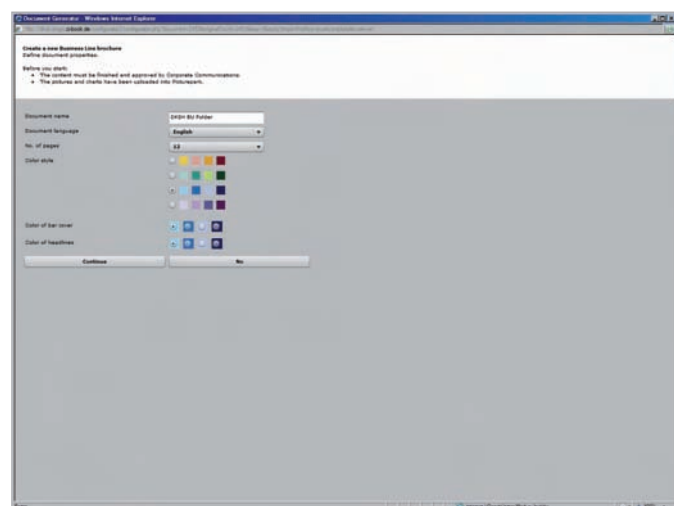 Document Generator - Windows Internet Explorer
Create a new Business Line brochure
Define document properties.
Before you start:
• The content must be finished and approved by Corporate Communications.
• The pictures and charts have been uploaded into Picturepark.
Document name
DKSH BU Folder
Document language
English
No. of pages
12
Color style
Color of bar cover
Color of headlines
Continue
No